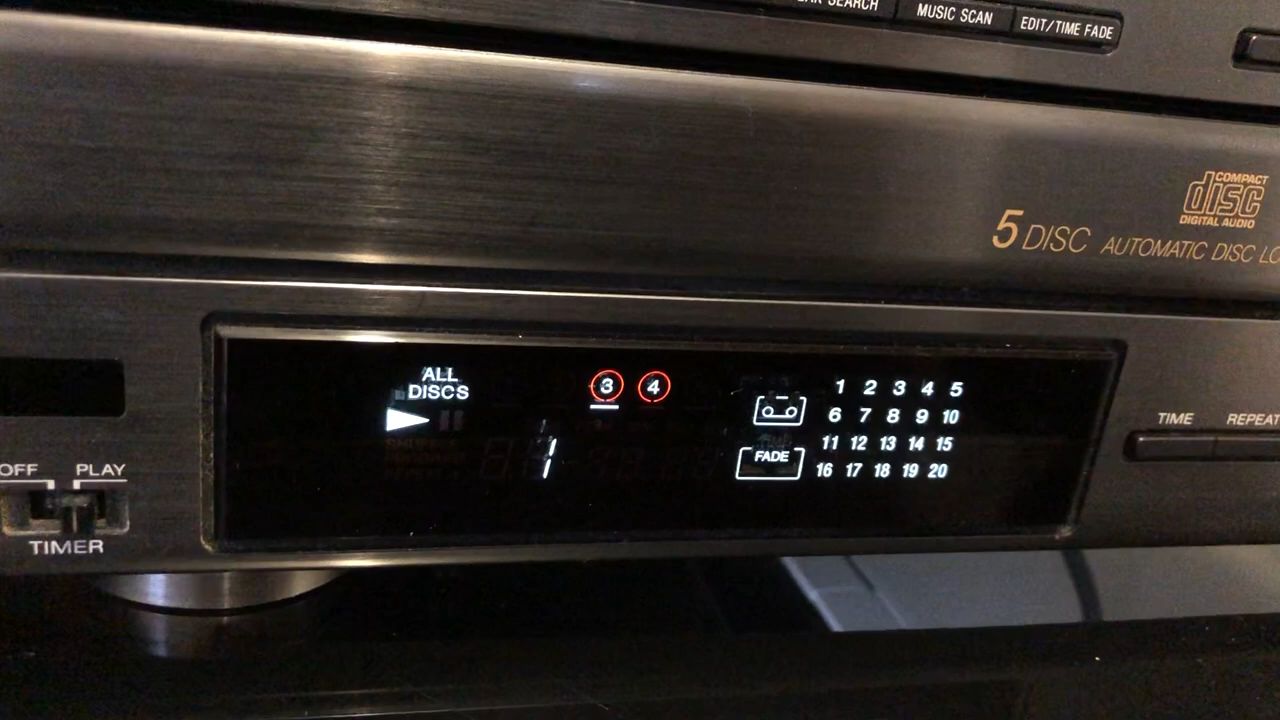 SEARCH
MUSIC SCAN
EDIT/TIME FADE
COMPACT
disc
DIGITAL AUDIO
5 DISC AUTOMATIC DISC
ALL
DISCS
3 4
1
FADE
1 2 3 4 5
6 7 8 9 10
11 12 13 14 15
16 17 18 19 20
TIME REPEAT
OFF PLAY
TIMER